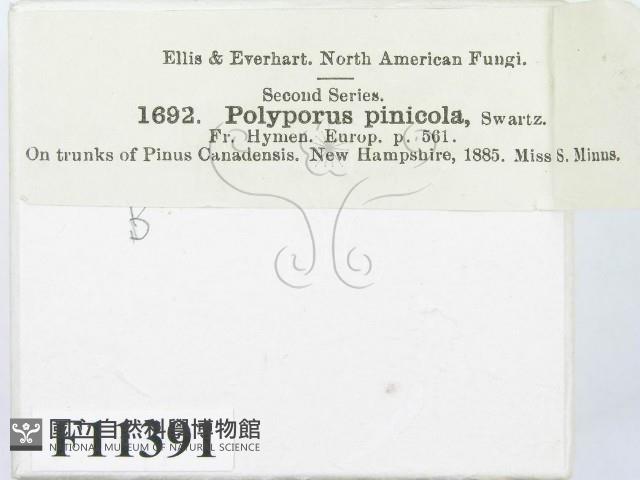 Ellis & Everhart. North American Fungi.
Second Series.
1692. Polyporus pinicola, Swartz.
Fr. Hymen. Europ. p. 561.
On trunks of Pinus Canadensis. New Hampshire, 1885. Miss S. Minns.
B
國立自然科學博物館
NATIONAL MUSEUM OF NATURAL SCIENCE
F11391